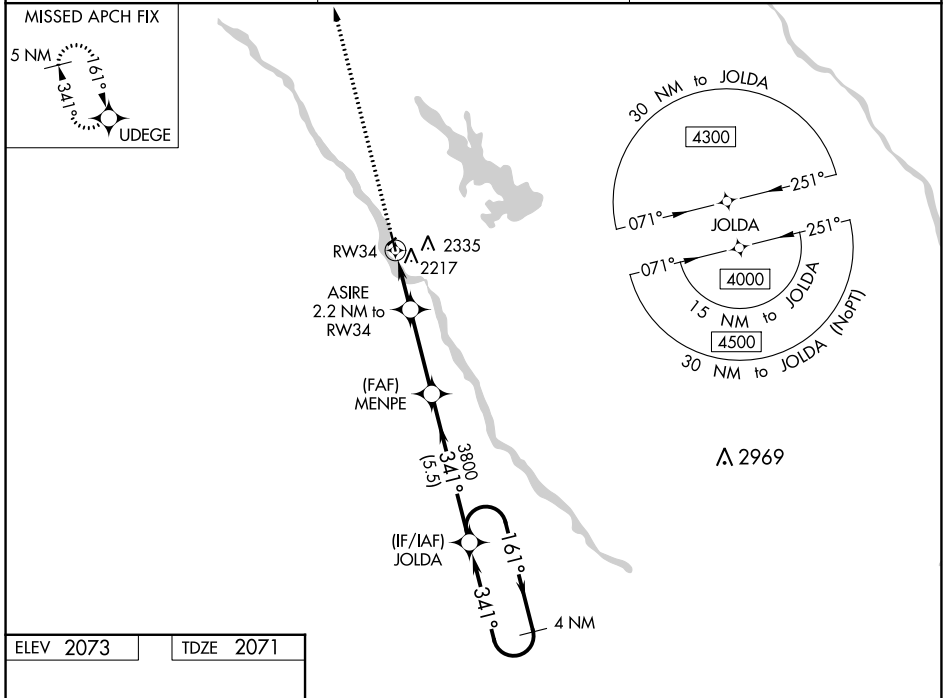 MISSED APCH FIX
5 NM
161°
341°
UDEGE
30 NM to JOLDA
4300
251°
071°
JOLDA
251°
071°
4000
15 NM to JOLDA
4500
30 NM to JOLDA (NoPT)
RW34
2335
2217
ASIRE
2.2 NM to
RW34
(FAF)
MENPE
3800
341°
(5.5)
2969
(IF/IAF)
JOLDA
161°
341°
4 NM
ELEV 2073
TDZE 2071